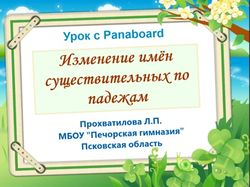 Урок с Panaboard
Изменение имён
существительных по
падежам
Прохватилова Л.П.
МБОУ "Печорская гимназия"
Псковская область